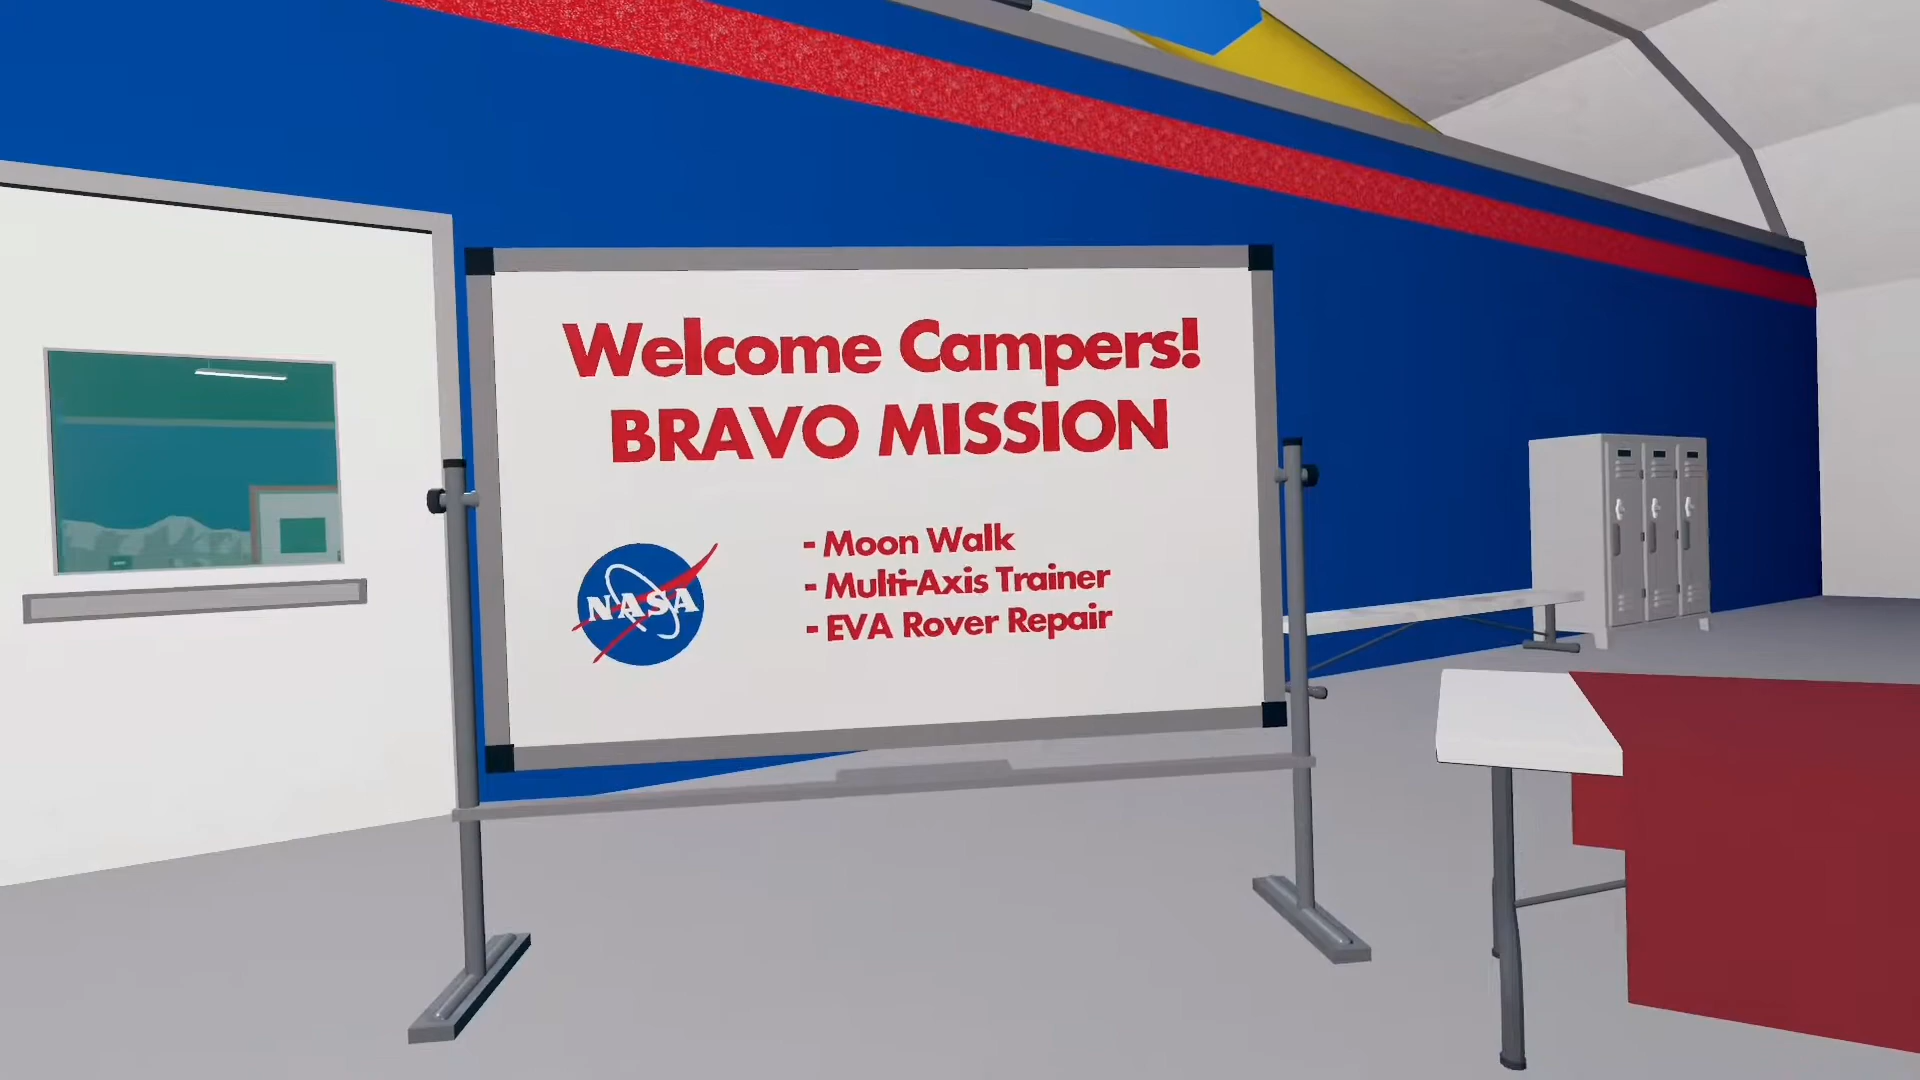 Welcome Campers!
BRAVO MISSION
- Moon Walk
- Multi-Axis Trainer
- EVA Rover Repair
NASA